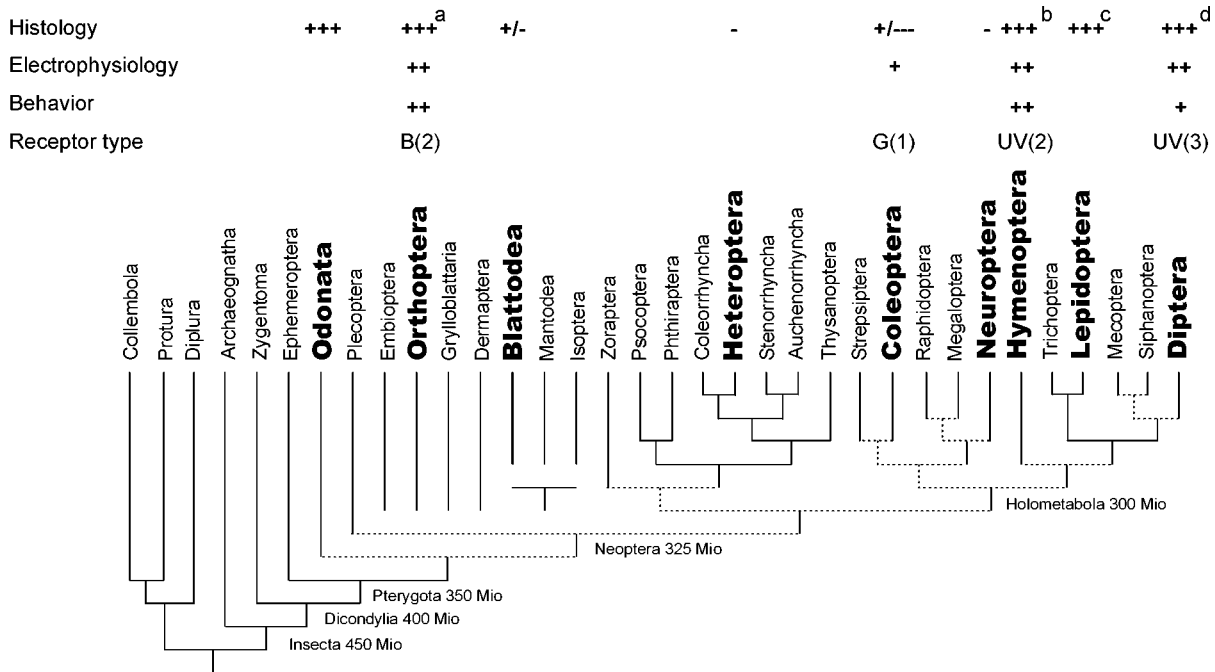 Histology +++ +++a +/- - +/--- - +++b +++c +++d
Electrophysiology ++ + ++ ++
Behavior ++ ++ +
Receptor type B(2) G(1) UV(2) UV(3)
Collembola
Protura
Diplura
Archaeognatha
Zygentoma
Ephemeroptera
Odonata
Plecoptera
Embioptera
Orthoptera
Grylloblattaria
Dermaptera
Blattodea
Mantodea
Isoptera
Zoraptera
Psocoptera
Phthiraptera
Coleorrhyncha
Heteroptera
Stenorrhyncha
Auchenorrhyncha
Thysanoptera
Strepsiptera
Coleoptera
Raphidoptera
Megaloptera
Neuroptera
Hymenoptera
Trichoptera
Lepidoptera
Mecoptera
Siphanoptera
Diptera
Holometabola 300 Mio
Neoptera 325 Mio
Pterygota 350 Mio
Dicondylia 400 Mio
Insecta 450 Mio